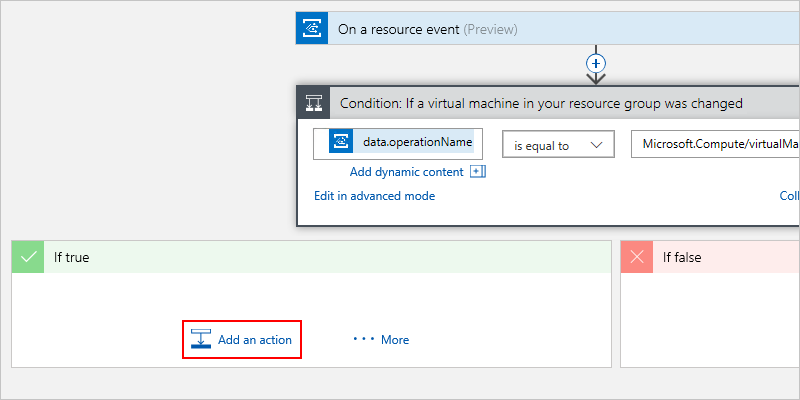 On a resource event (Preview)
Condition: If a virtual machine in your resource group was changed
data.operationName
is equal to
Microsoft.Compute/virtualMa
Add dynamic content
Edit in advanced mode
Coll
If true
If false
Add an action
More